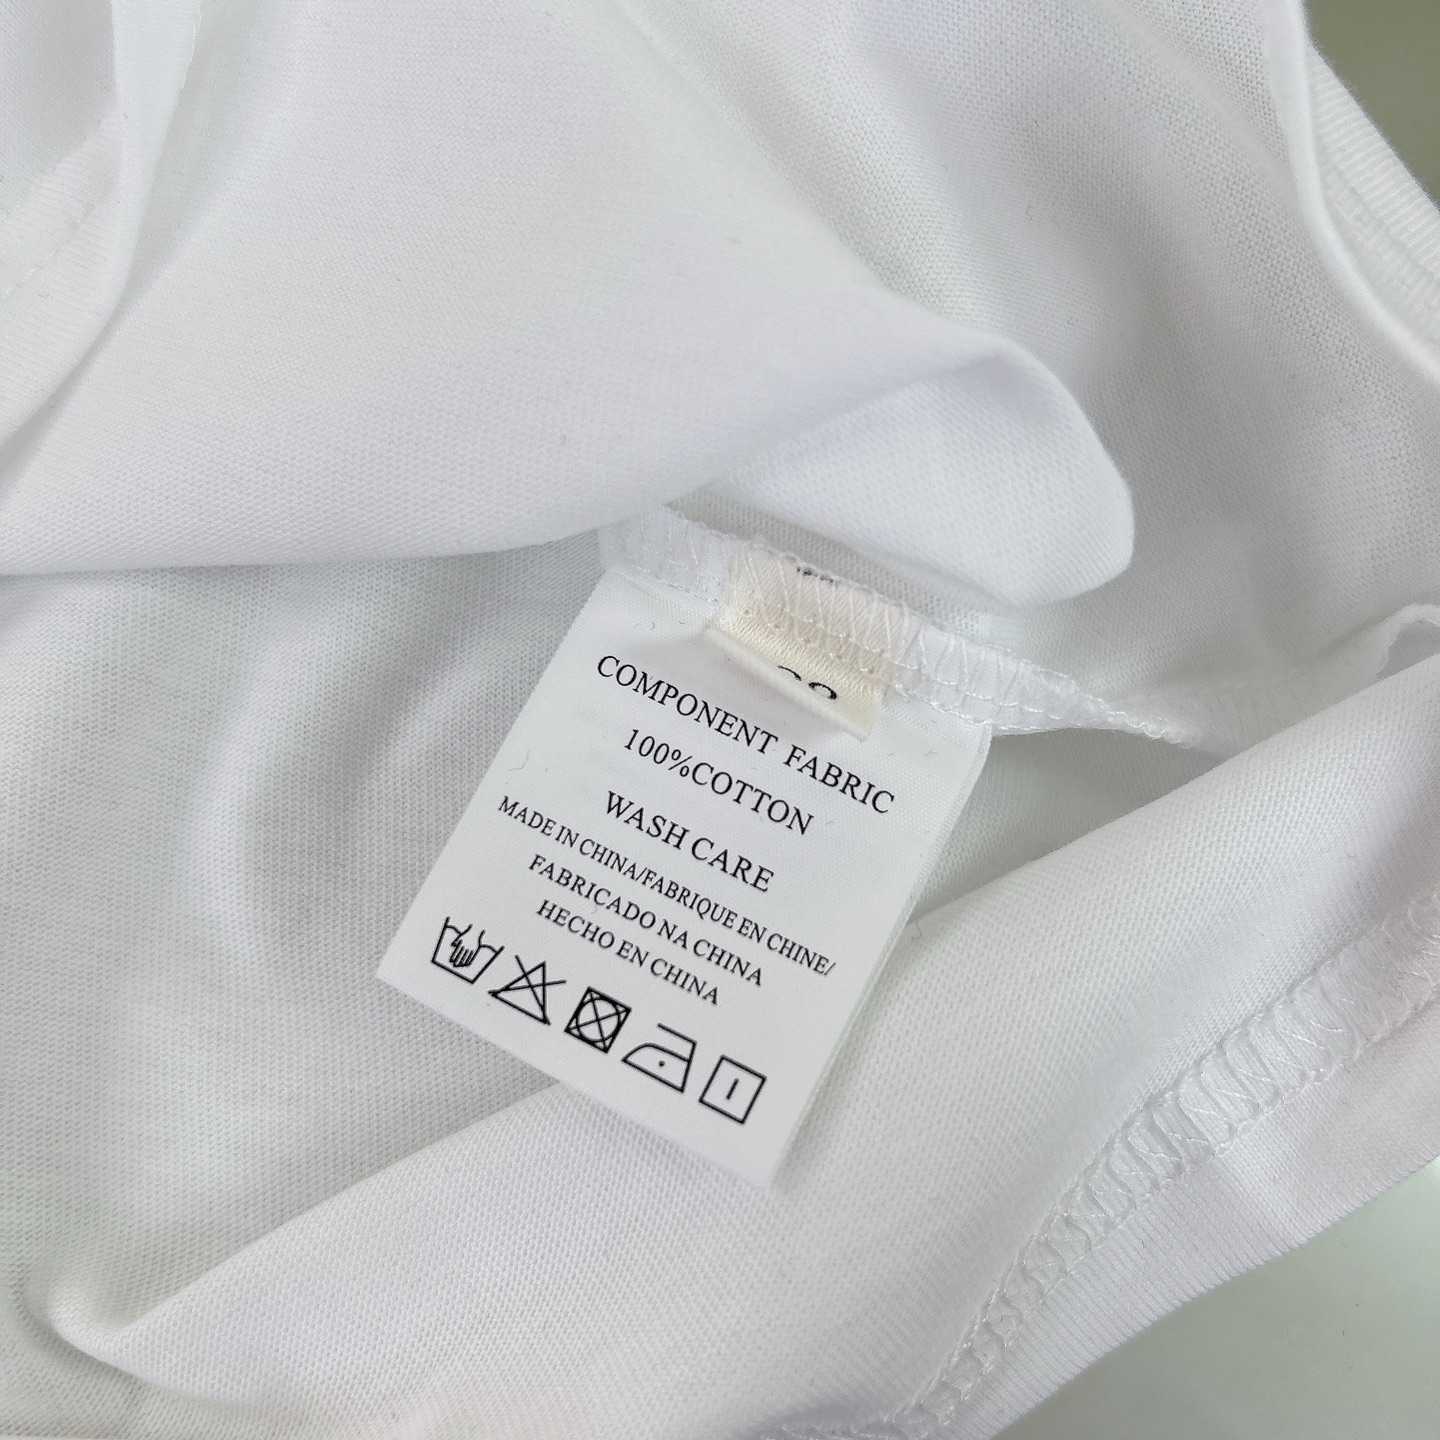 COMPONENT FABRIC
100%COTTON
WASH CARE
MADE IN CHINA/FABRIQUE EN CHINE/
FABRICADO NA CHINA
HECHO EN CHINA